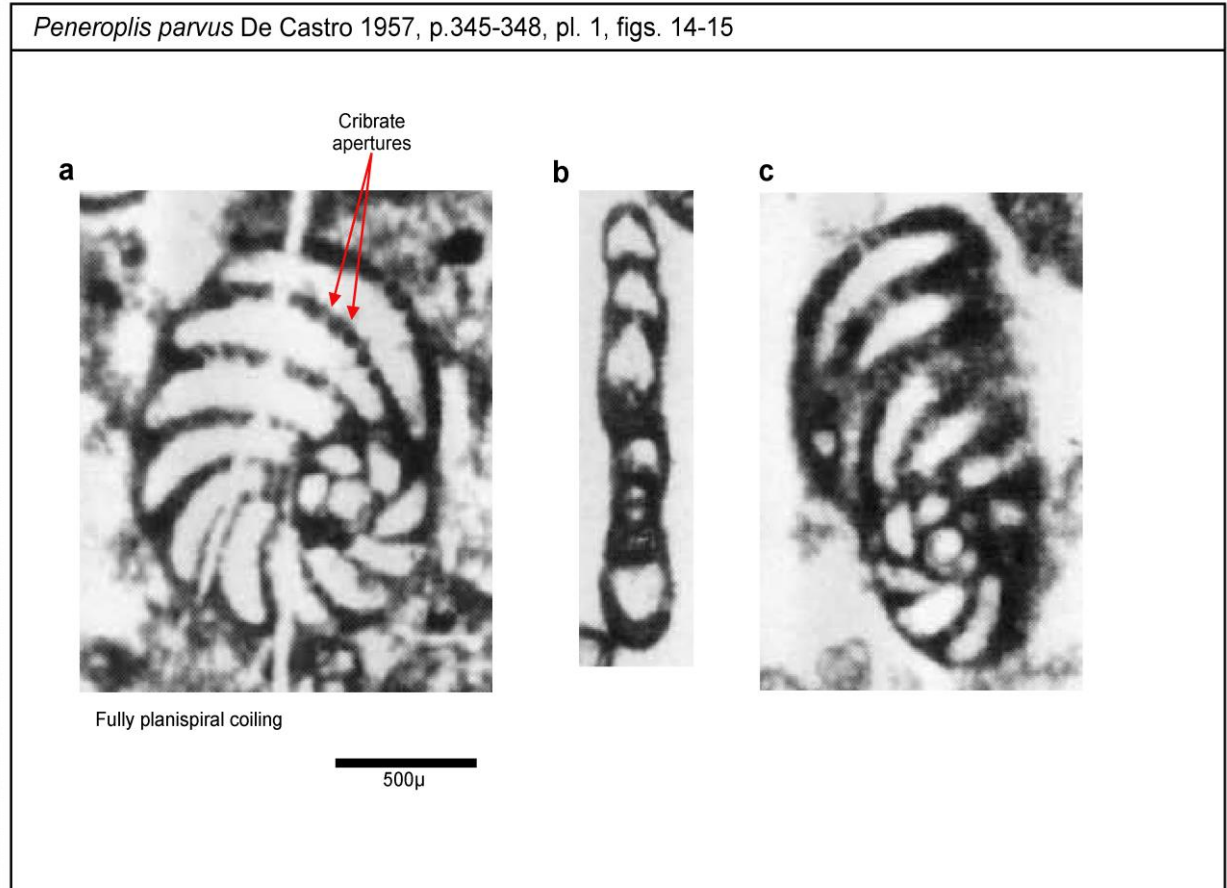 Peneroplis parvus De Castro 1957, p.345-348, pl. 1, figs. 14-15
Cribrate
apertures
a
b
c
Fully planispiral coiling
500µ